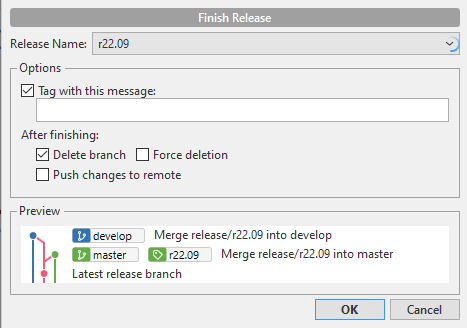 Finish Release
Release Name: r22.09
Options
Tag with this message:
After finishing:
Delete branch Force deletion
Push changes to remote
Preview
develop Merge release/r22.09 into develop
master r22.09 Merge release/r22.09 into master
Latest release branch
OK Cancel